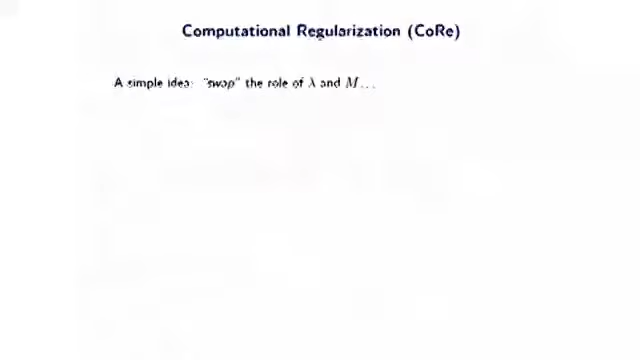 Computational Regularization (CoRe)
A simple idea: "swap" the role of λ and M...